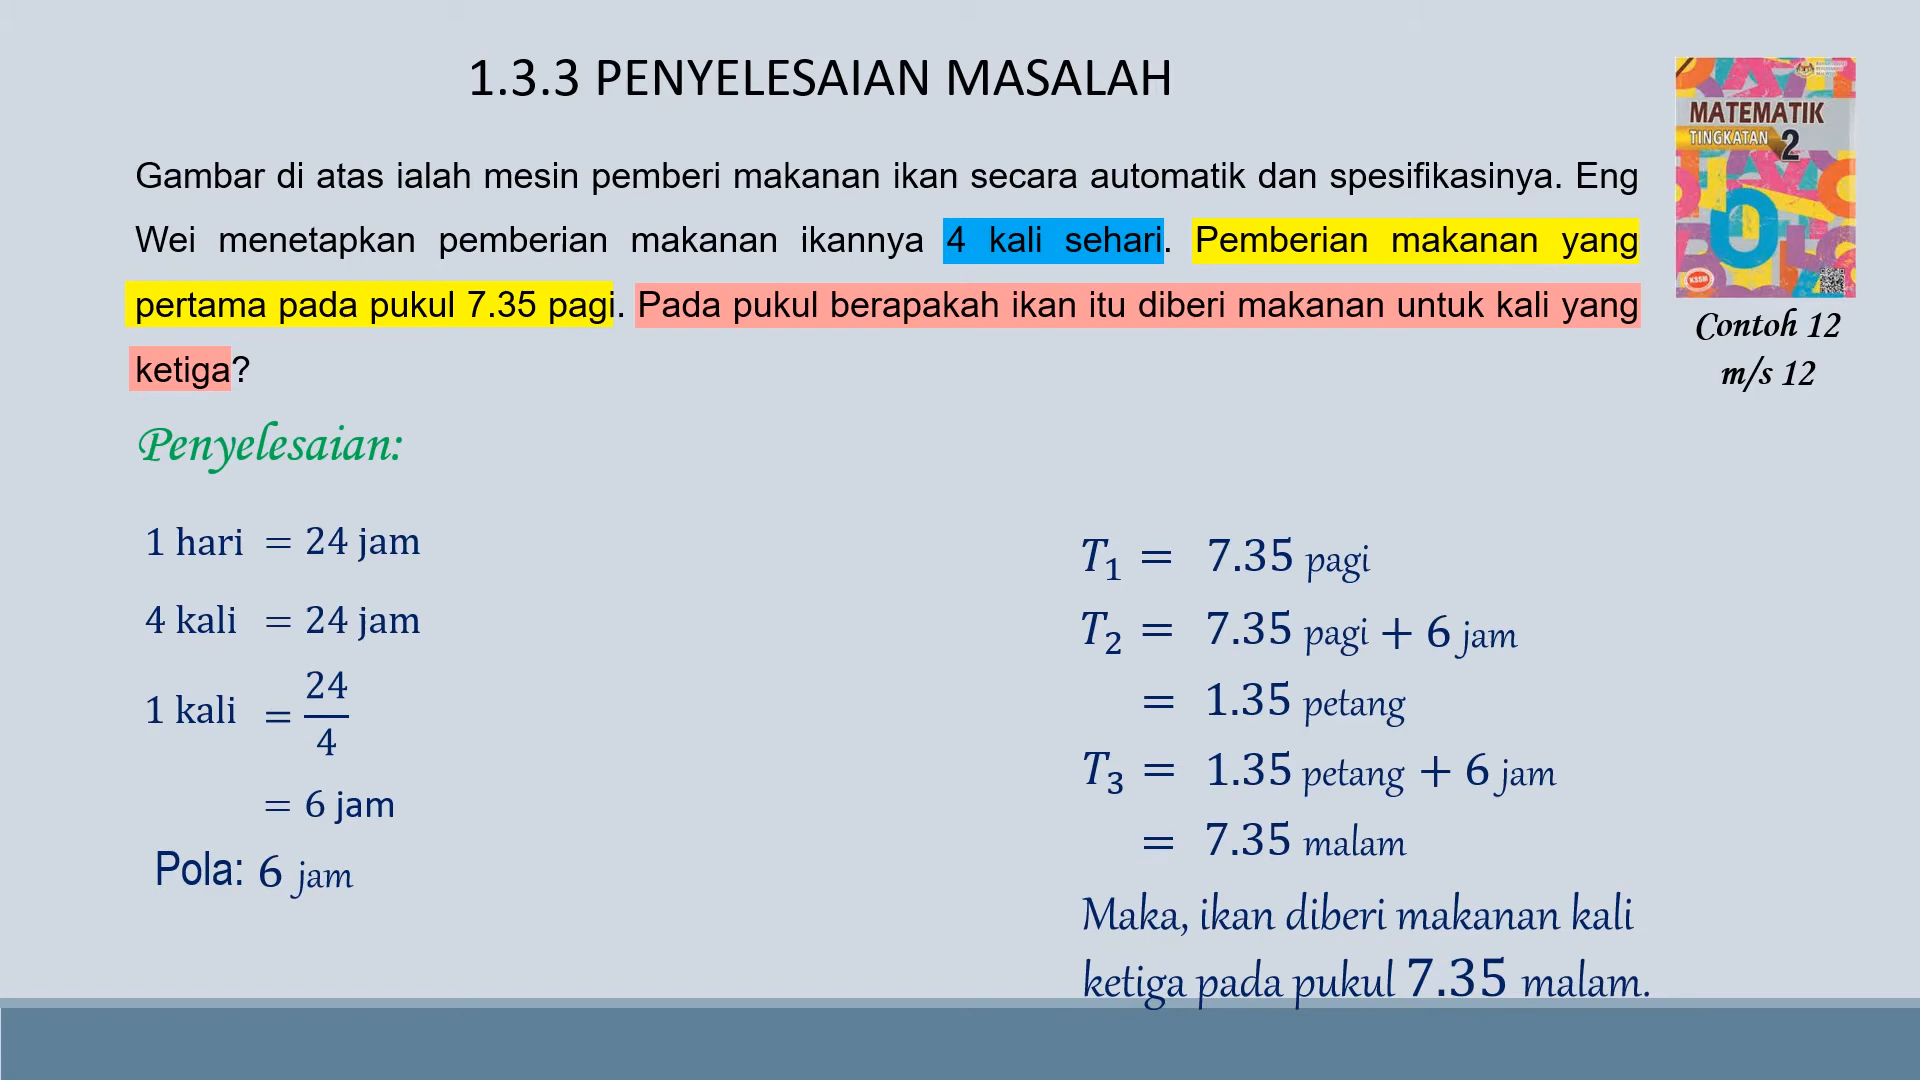 1.3.3 PENYELESAIAN MASALAH
MATEMATIK
TINGKATAN 2
KSSM
Gambar di atas ialah mesin pemberi makanan ikan secara automatik dan spesifikasinya. Eng
Wei menetapkan pemberian makanan ikannya 4 kali sehari. Pemberian makanan yang
pertama pada pukul 7.35 pagi. Pada pukul berapakah ikan itu diberi makanan untuk kali yang
ketiga?
Contoh 12
m/s 12
Penyelesaian:
1 hari = 24 jam
4 kali = 24 jam
1 kali = 24/4
= 6 jam
Pola: 6 jam
T₁ = 7.35 pagi
T₂ = 7.35 pagi + 6 jam
= 1.35 petang
T₃ = 1.35 petang + 6 jam
= 7.35 malam
Maka, ikan diberi makanan kali
ketiga pada pukul 7.35 malam.